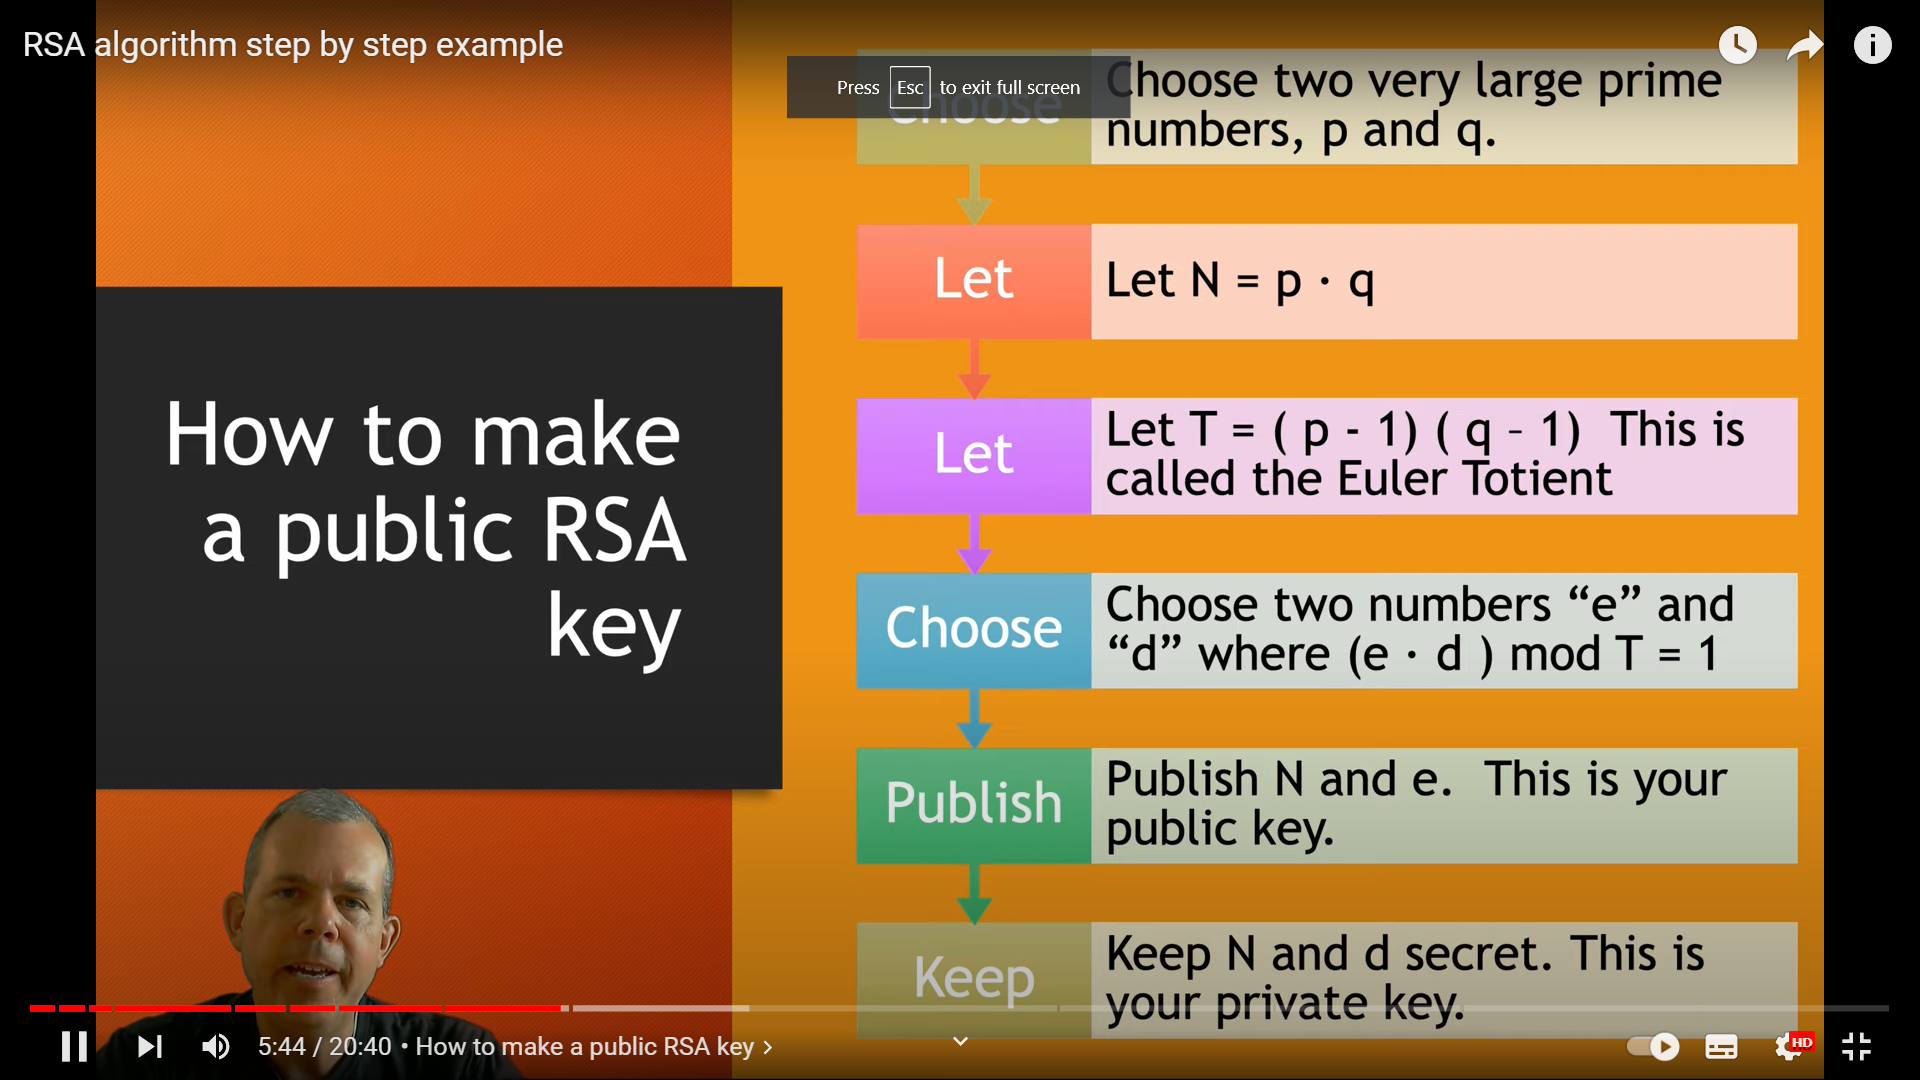 RSA algorithm step by step example
Press Esc to exit full screen
How to make
a public RSA
key
Choose
Choose two very large prime
numbers, p and q.
Let
Let N = p · q
Let
Let T = ( p - 1) ( q – 1)  This is
called the Euler Totient
Choose
Choose two numbers “e” and
“d” where (e · d ) mod T = 1
Publish
Publish N and e.  This is your
public key.
Keep
Keep N and d secret. This is
your private key.
5:44 / 20:40 • How to make a public RSA key
HD